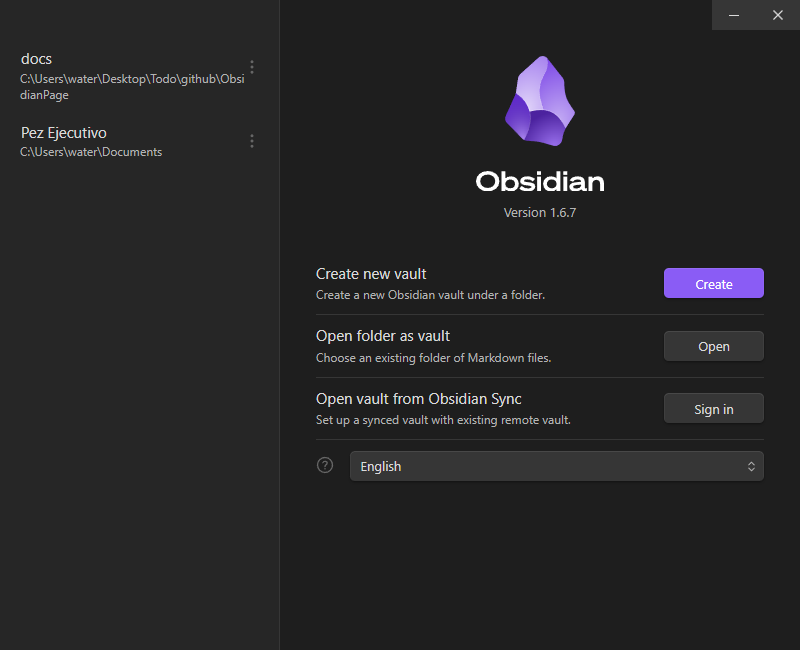 docs
C:\Users\water\Desktop\Todo\github\Obsi
dianPage
Pez Ejecutivo
C:\Users\water\Documents
Obsidian
Version 1.6.7
Create new vault
Create a new Obsidian vault under a folder.
Create
Open folder as vault
Choose an existing folder of Markdown files.
Open
Open vault from Obsidian Sync
Set up a synced vault with existing remote vault.
Sign in
?
English